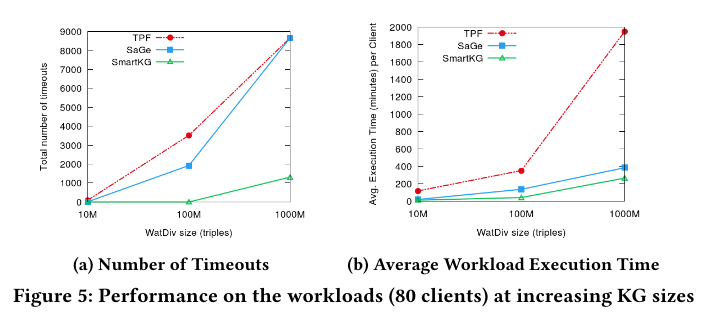 9000
8000
7000
6000
5000
4000
3000
2000
1000
0
Total number of timeouts
TPF
SaGe
SmartKG
10M 100M 1000M
WatDiv size (triples)
(a) Number of Timeouts
2000
1800
1600
1400
1200
1000
800
600
400
200
0
Avg. Execution Time (minutes) per Client
TPF
SaGe
SmartKG
10M 100M 1000M
WatDiv size (triples)
(b) Average Workload Execution Time
Figure 5: Performance on the workloads (80 clients) at increasing KG sizes